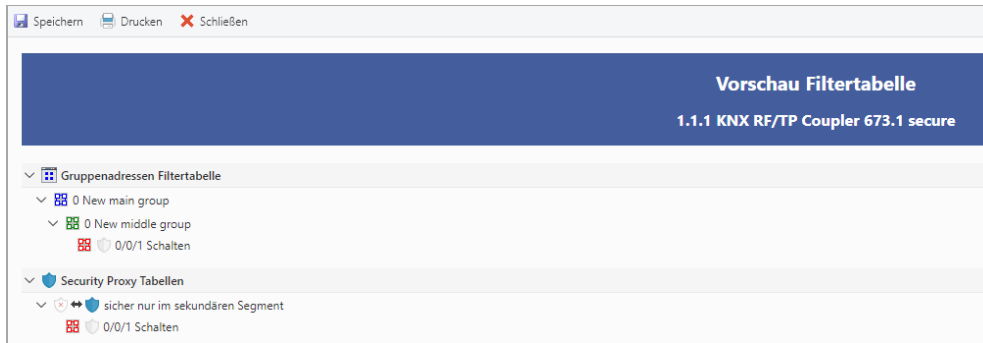 Speichern Drucken Schließen
Vorschau Filtertabelle
1.1.1 KNX RF/TP Coupler 673.1 secure
Gruppenadressen Filtertabelle
0 New main group
0 New middle group
0/0/1 Schalten
Security Proxy Tabellen
sicher nur im sekundären Segment
0/0/1 Schalten